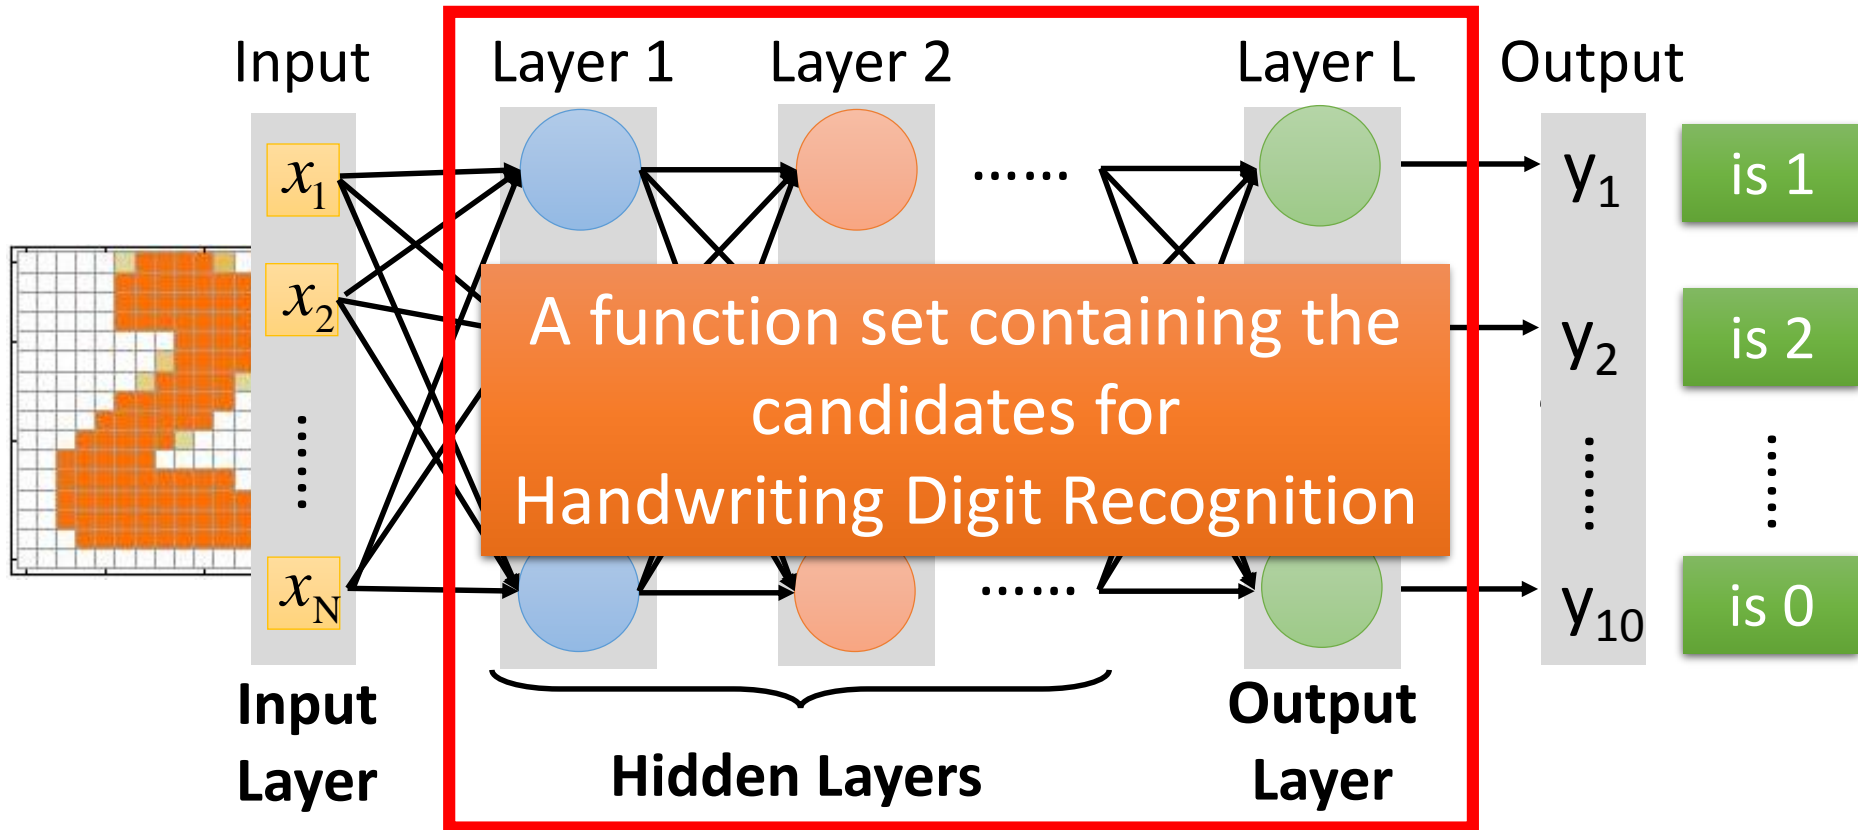 Input
Layer 1
Layer 2
Layer L
Output
x1
x2
......
xN
......
......
A function set containing the
candidates for
Handwriting Digit Recognition
y1
y2
......
y10
is 1
is 2
......
is 0
Input
Layer
Hidden Layers
Output
Layer